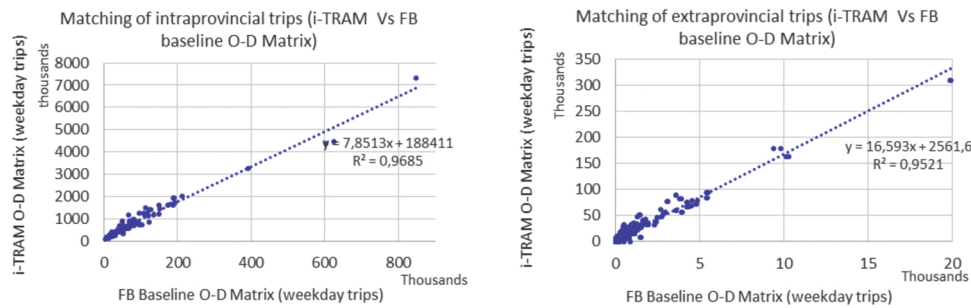 Matching of intraprovincial trips (i-TRAM Vs FB
baseline O-D Matrix)
i-TRAM O-D Matrix (weekday trips)
thousands
8000
7000
6000
5000
4000
3000
2000
1000
0
y = 7,8513x + 188411
R² = 0,9685
0 200 400 600 800
Thousands
FB Baseline O-D Matrix (weekday trips)
Matching of extraprovincial trips (i-TRAM Vs FB
baseline O-D Matrix)
i-TRAM O-D Matrix (weekday trips)
Thousands
350
300
250
200
150
100
50
0
y = 16,593x + 2561,6
R² = 0,9521
0 5 10 15 20
Thousands
FB Baseline O-D Matrix (weekday trips)